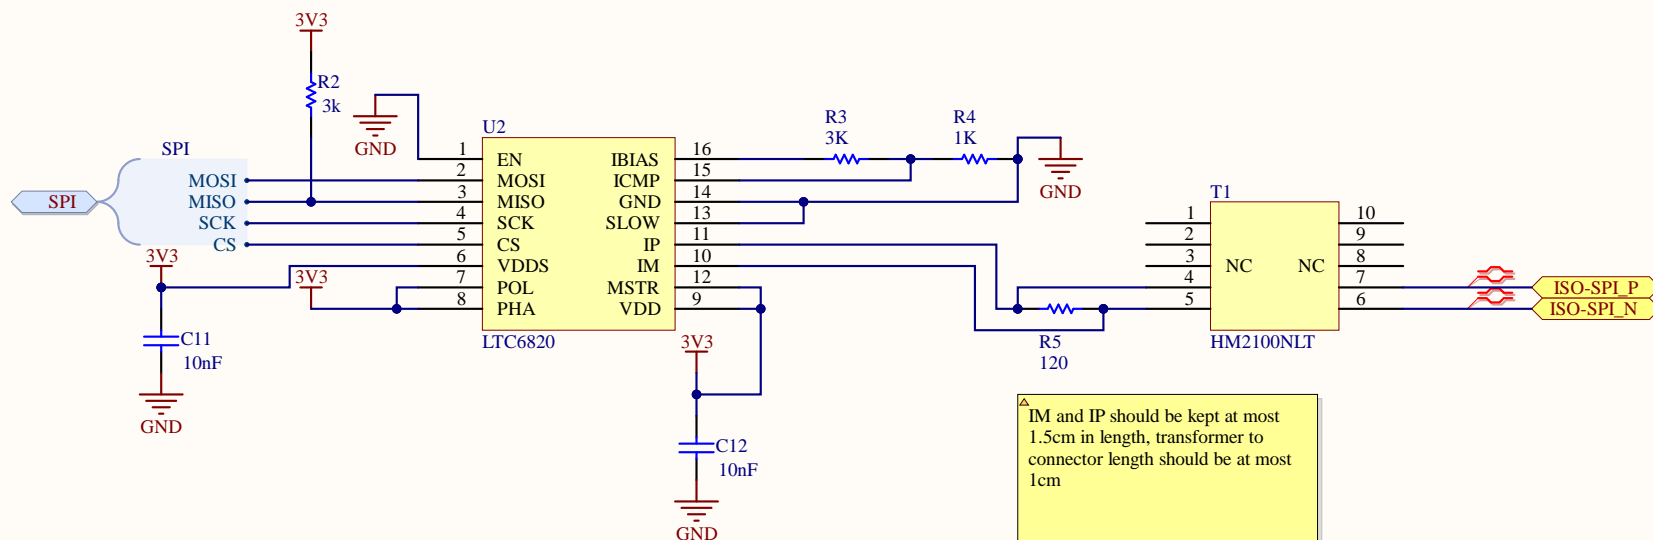 3V3
R2
3k
GND
SPI
SPI
MOSI
MISO
SCK
CS
3V3
3V3
C11
10nF
GND
U2
1 EN IBIAS 16
2 MOSI ICMP 15
3 MISO GND 14
4 SCK SLOW 13
5 CS IP 11
6 VDDS IM 10
7 POL MSTR 12
8 PHA VDD 9
LTC6820
R3
3K
R4
1K
GND
3V3
C12
10nF
GND
R5
120
T1
1 10
2 9
3 NC NC 8
4 7
5 6
HM2100NLT
ISO-SPI_P
ISO-SPI_N
IM and IP should be kept at most
1.5cm in length, transformer to
connector length should be at most
1cm